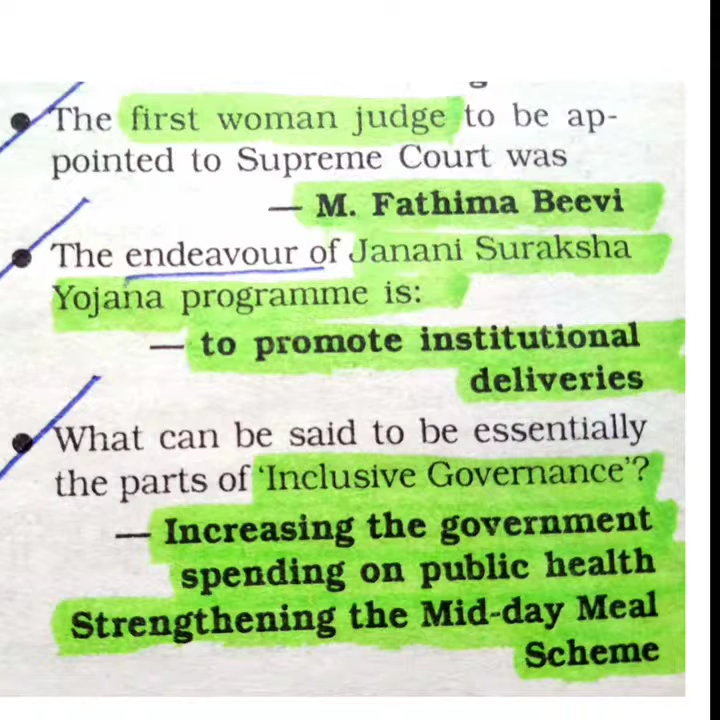 • The first woman judge to be ap-
pointed to Supreme Court was
— M. Fathima Beevi
• The endeavour of Janani Suraksha
Yojana programme is:
— to promote institutional
deliveries
• What can be said to be essentially
the parts of ‘Inclusive Governance’?
— Increasing the government
spending on public health
Strengthening the Mid-day Meal
Scheme